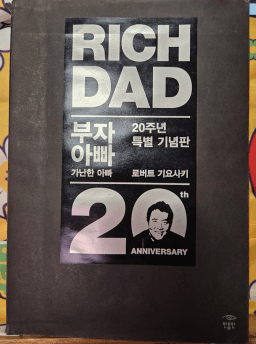 RICH
DAD
부자
아빠
가난한 아빠
20주년
특별 기념판
로버트 기요사키
20th
ANNIVERSARY